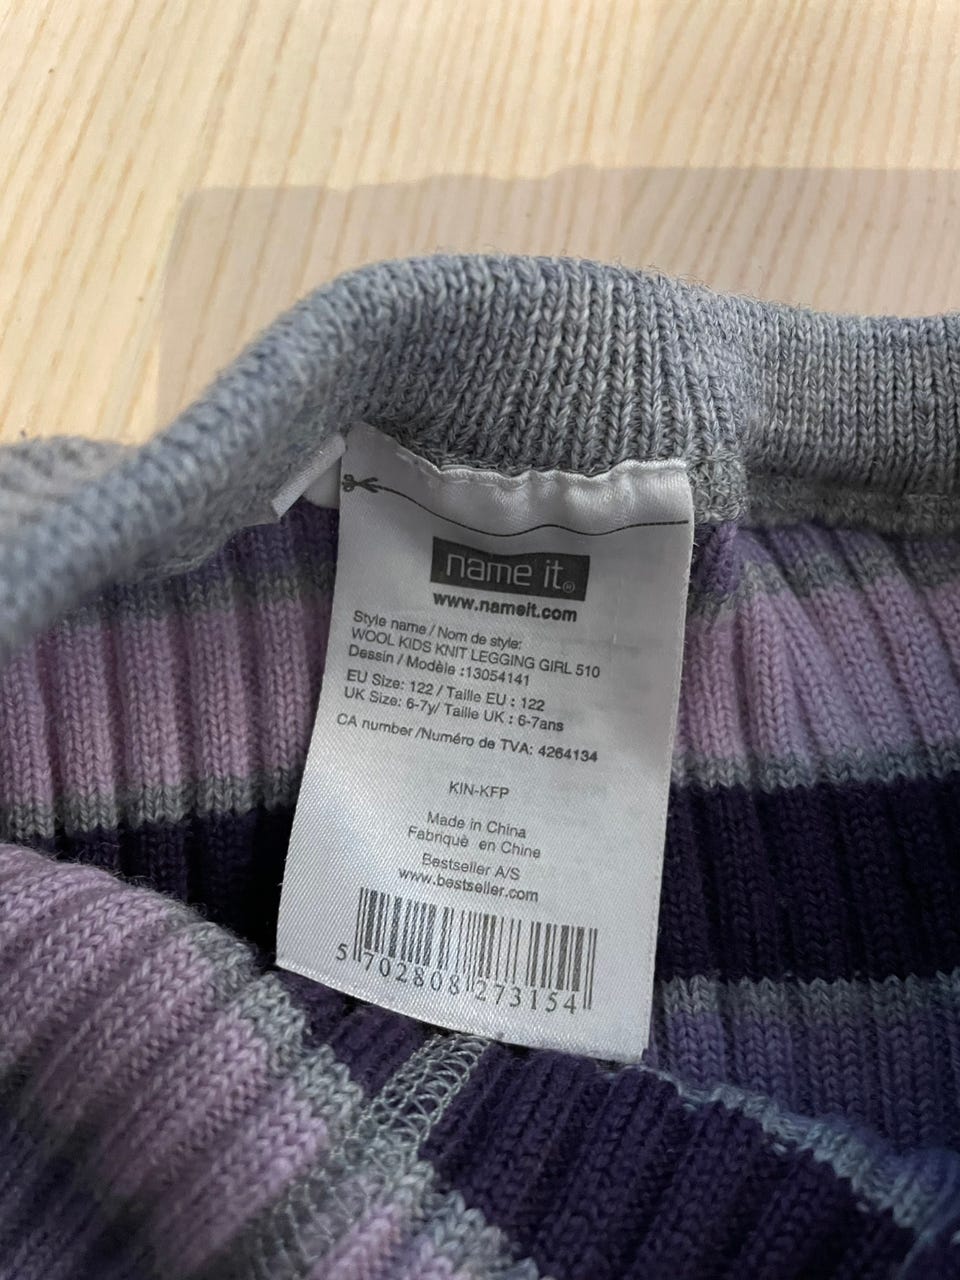 name it®
www.nameit.com
Style name / Nom de style:
WOOL KIDS KNIT LEGGING GIRL 510
Dessin / Modèle :13054141
EU Size: 122 / Taille EU : 122
UK Size: 6-7y/ Taille UK : 6-7ans
CA number /Numéro de TVA: 4264134
KIN-KFP
Made in China
Fabriquè en Chine
Bestseller A/S
www.bestseller.com
5 702808 273154